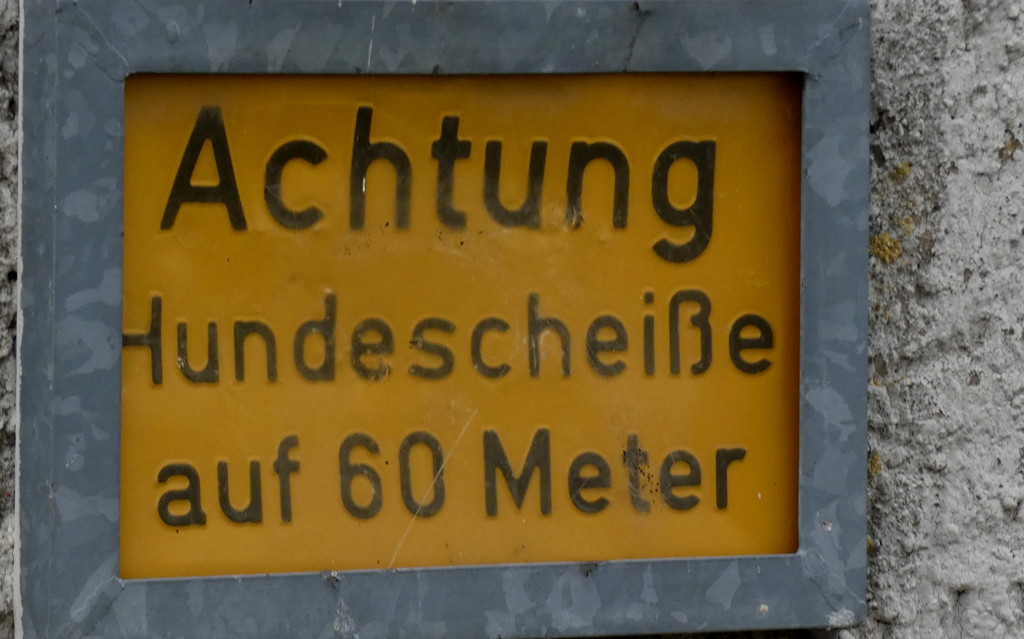 Achtung
Hundescheiße
auf 60 Meter